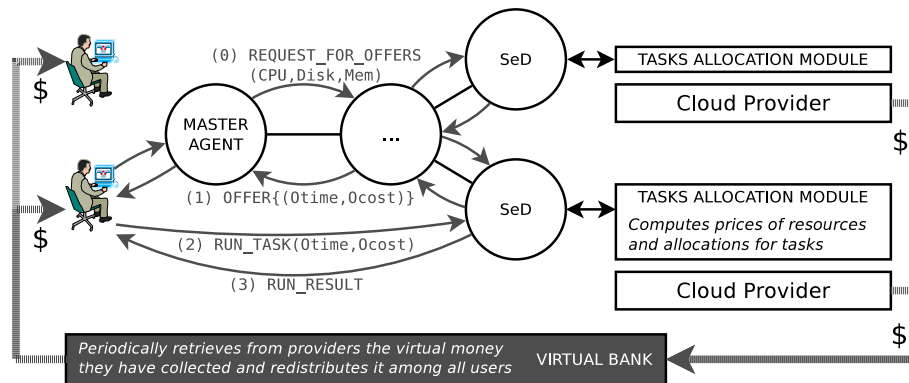 (0) REQUEST_FOR_OFFERS
(CPU,Disk,Mem)
SeD
TASKS ALLOCATION MODULE
Cloud Provider
$
$
MASTER
AGENT
...
(1) OFFER{(Otime,Ocost)}
SeD
TASKS ALLOCATION MODULE
Computes prices of resources
and allocations for tasks
$
(2) RUN_TASK(Otime,Ocost)
(3) RUN_RESULT
Cloud Provider
$
Periodically retrieves from providers the virtual money
they have collected and redistributes it among all users
VIRTUAL BANK